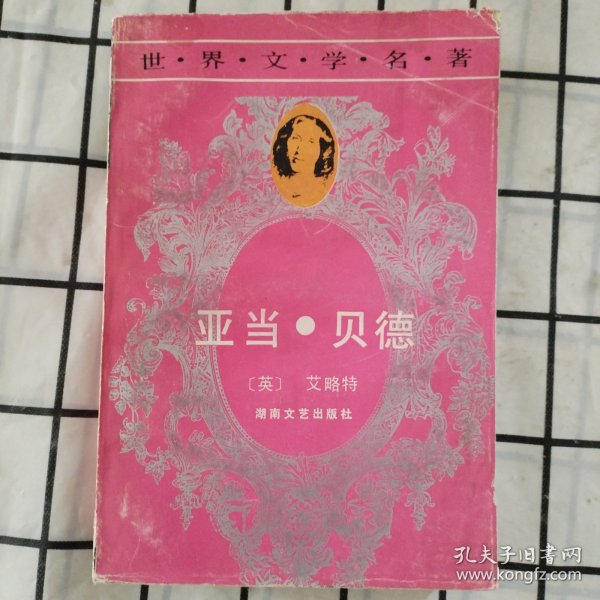 世·界·文·学·名·著
亚当·贝德
〔英〕 艾略特
湖南文艺出版社
孔夫子旧书网
www.kongfz.com